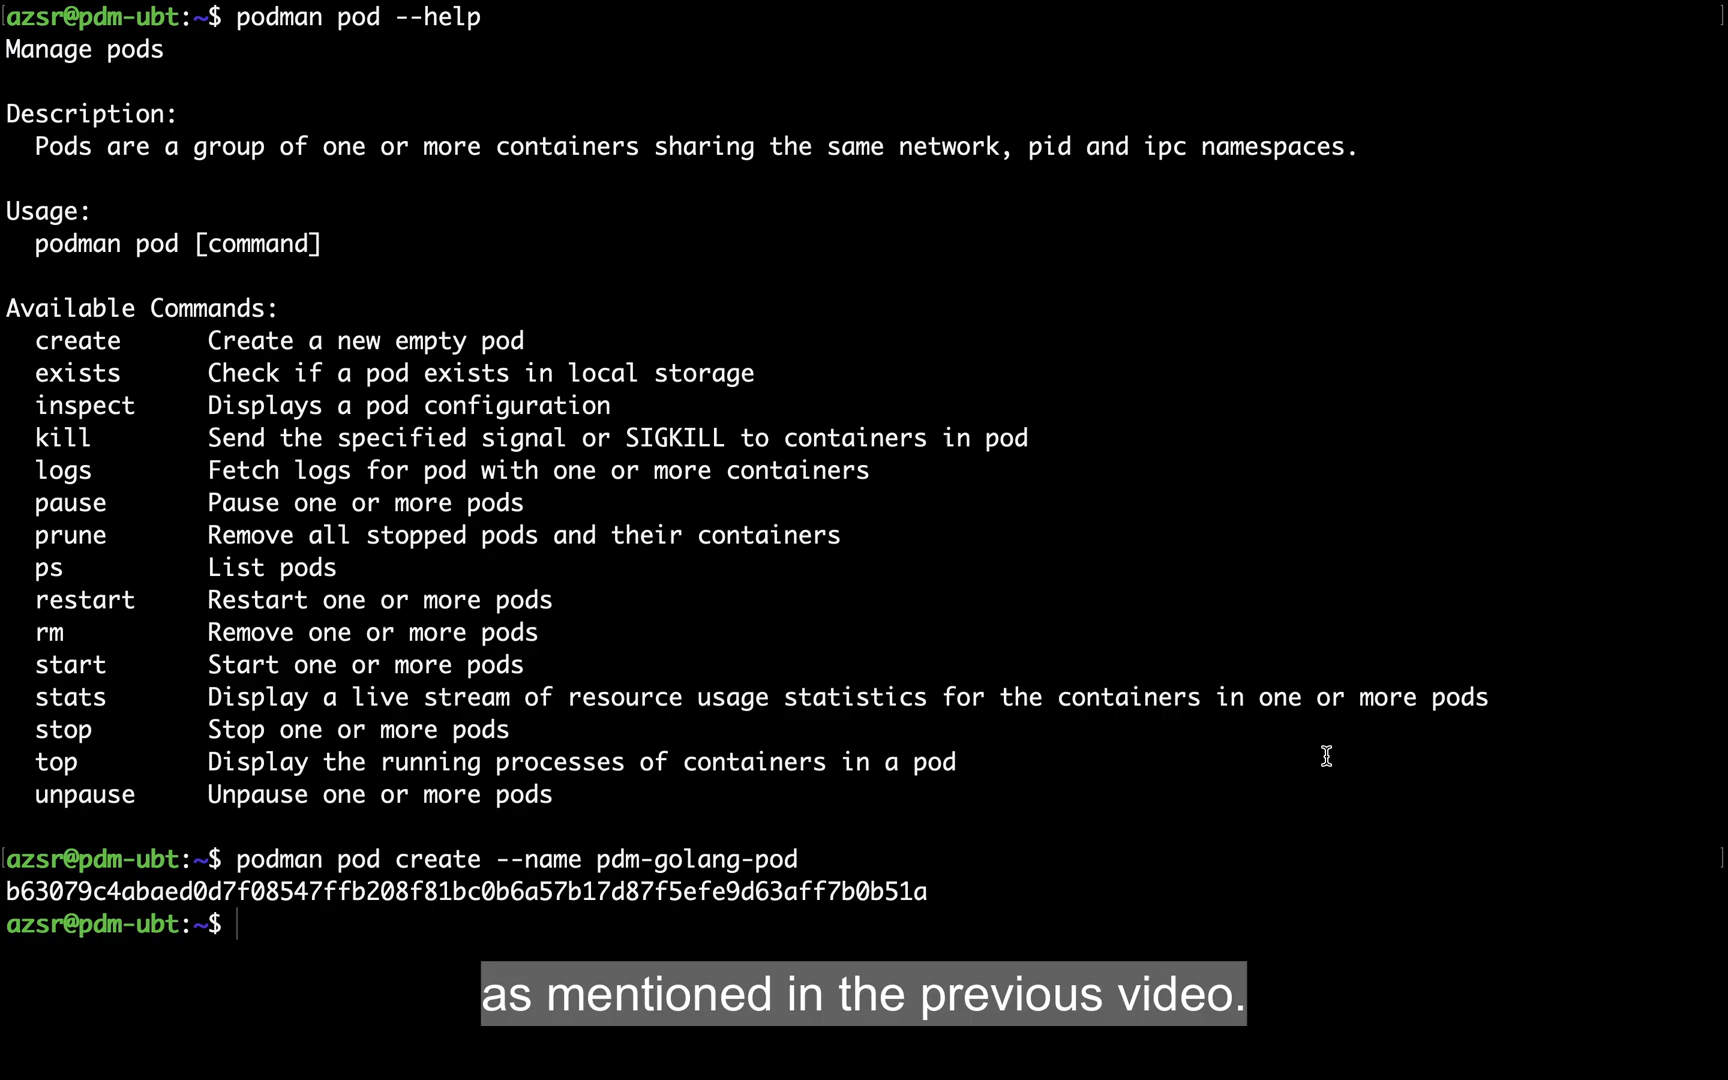 azsr@pdm-ubt:~$ podman pod --help
Manage pods
Description:
Pods are a group of one or more containers sharing the same network, pid and ipc namespaces.
Usage:
podman pod [command]
Available Commands:
create Create a new empty pod
exists Check if a pod exists in local storage
inspect Displays a pod configuration
kill Send the specified signal or SIGKILL to containers in pod
logs Fetch logs for pod with one or more containers
pause Pause one or more pods
prune Remove all stopped pods and their containers
ps List pods
restart Restart one or more pods
rm Remove one or more pods
start Start one or more pods
stats Display a live stream of resource usage statistics for the containers in one or more pods
stop Stop one or more pods
top Display the running processes of containers in a pod
unpause Unpause one or more pods
azsr@pdm-ubt:~$ podman pod create --name pdm-golang-pod
b63079c4abaed0d7f08547ffb208f81bc0b6a57b17d87f5efe9d63aff7b0b51a
azsr@pdm-ubt:~$
as mentioned in the previous video.